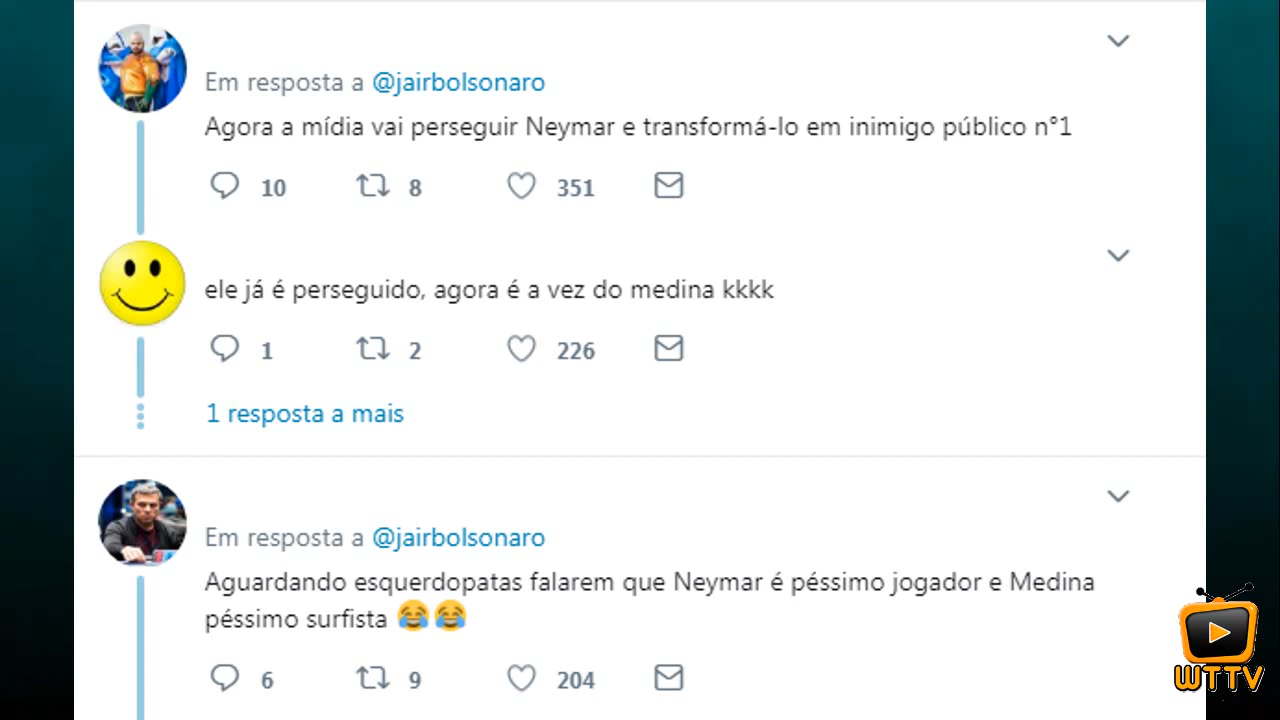 Em resposta a @jairbolsonaro
Agora a mídia vai perseguir Neymar e transformá-lo em inimigo público n°1
10 8 351
ele já é perseguido, agora é a vez do medina kkkk
1 2 226
1 resposta a mais
Em resposta a @jairbolsonaro
Aguardando esquerdopatas falarem que Neymar é péssimo jogador e Medina
péssimo surfista 😂😂
6 9 204
WTTV